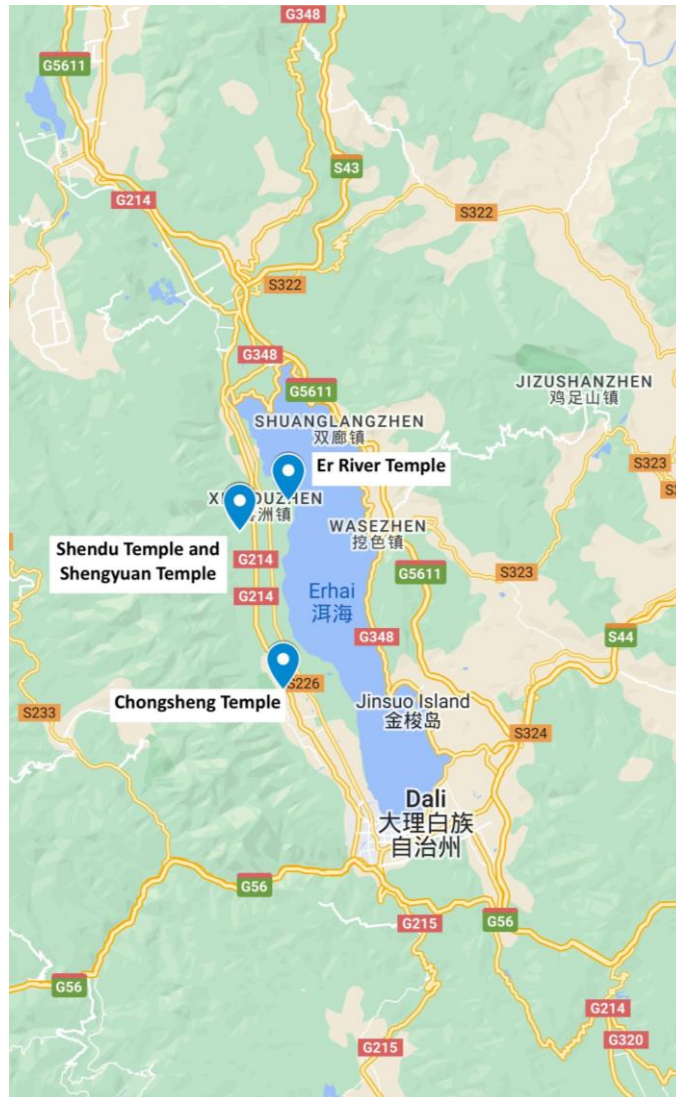 G348
G5611
S43
G214
S322
S322
G348
G5611
JIZUSHANZHEN
鸡足山镇
SHUANGLANGZHEN
双廊镇
Er River Temple
S323
WASEZHEN
挖色镇
Shendu Temple and
Shengyuan Temple
G214
G5611
S323
Erhai
洱海
G214
G348
S44
S226
Chongsheng Temple
Jinsuo Island
金梭岛
S233
S324
Dali
大理白族
自治州
G56
G215
G56
G56
G214
G320
G215